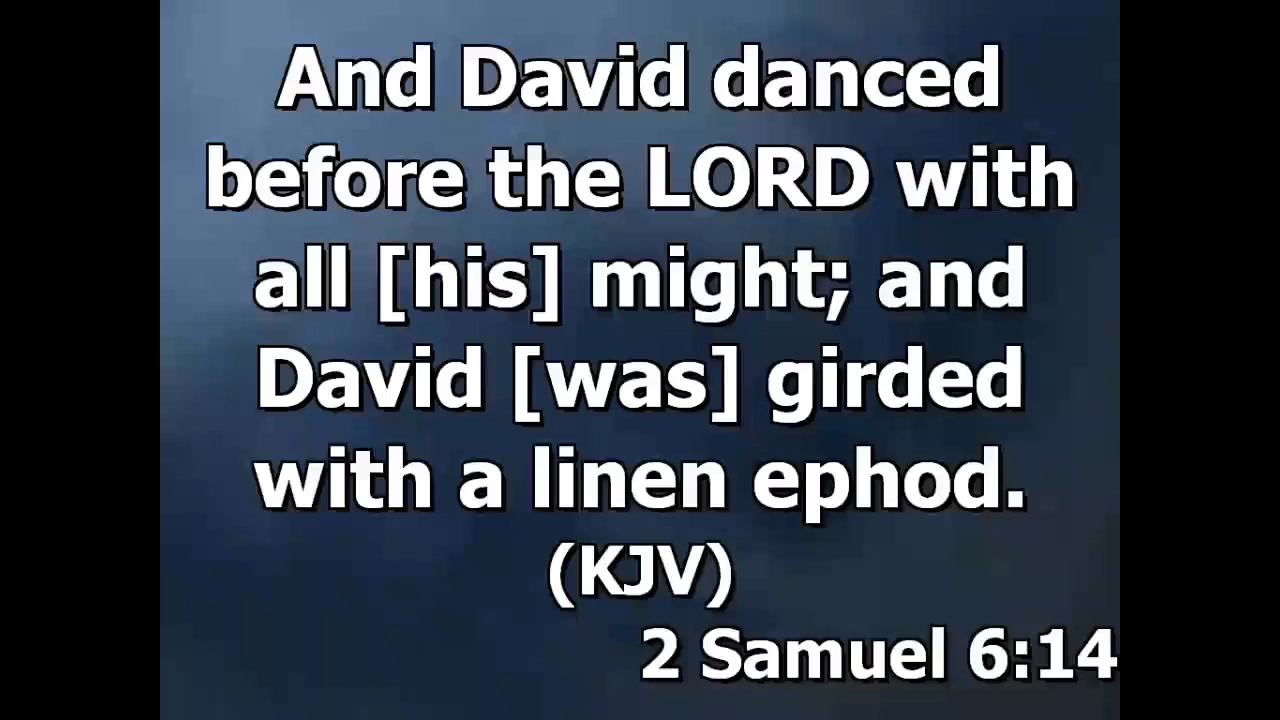 And David danced
before the LORD with
all [his] might; and
David [was] girded
with a linen ephod.
(KJV)
2 Samuel 6:14